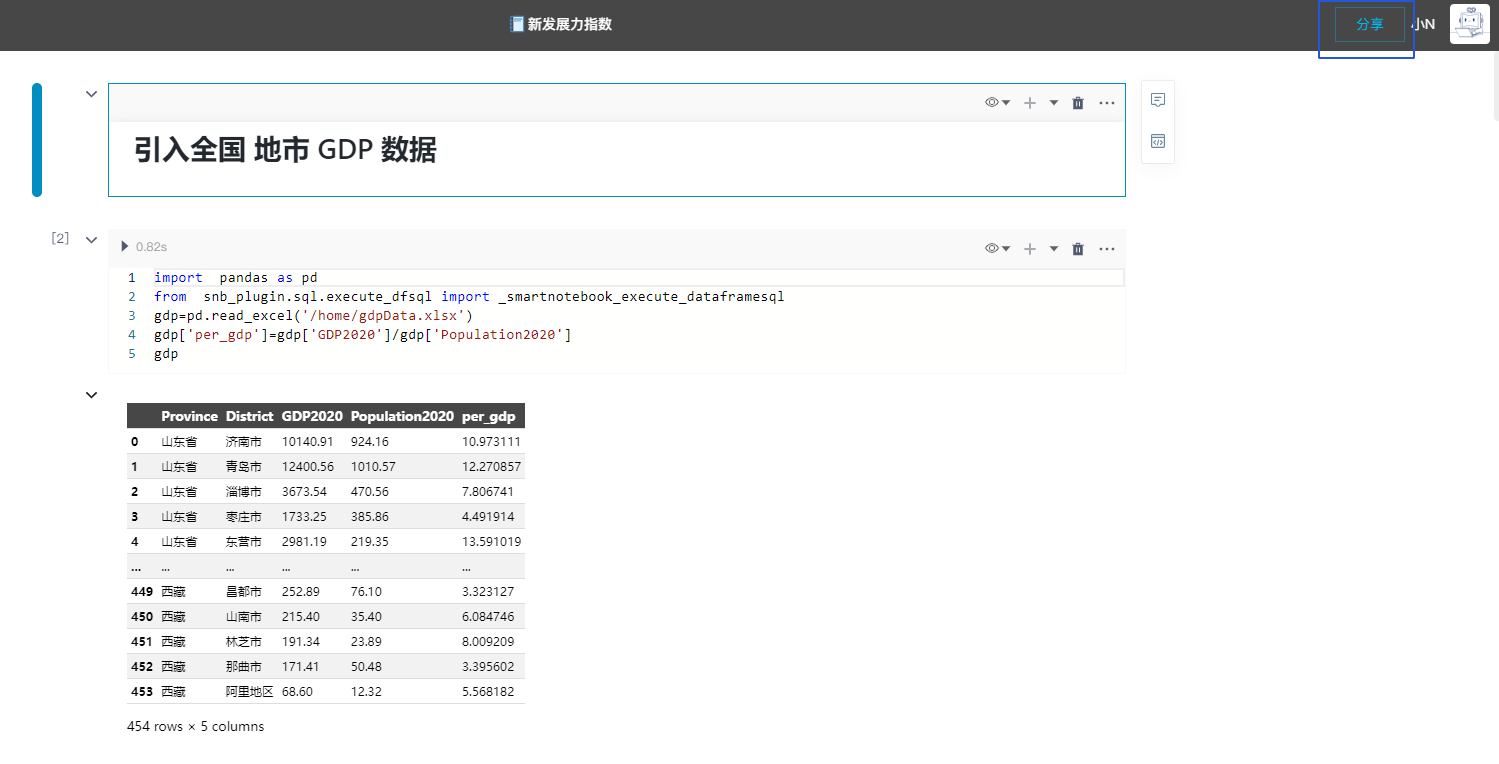 新发展力指数
分享
小N
引入全国 地市 GDP 数据
[2]
0.82s
1 import  pandas as pd
2 from  snb_plugin.sql.execute_dfsql import _smartnotebook_execute_dataframesql
3 gdp=pd.read_excel('/home/gdpData.xlsx')
4 gdp['per_gdp']=gdp['GDP2020']/gdp['Population2020']
5 gdp
Province District GDP2020 Population2020 per_gdp
0 山东省 济南市 10140.91 924.16 10.973111
1 山东省 青岛市 12400.56 1010.57 12.270857
2 山东省 淄博市 3673.54 470.56 7.806741
3 山东省 枣庄市 1733.25 385.86 4.491914
4 山东省 东营市 2981.19 219.35 13.591019
... ... ... ... ... ...
449 西藏 昌都市 252.89 76.10 3.323127
450 西藏 山南市 215.40 35.40 6.084746
451 西藏 林芝市 191.34 23.89 8.009209
452 西藏 那曲市 171.41 50.48 3.395602
453 西藏 阿里地区 68.60 12.32 5.568182
454 rows × 5 columns